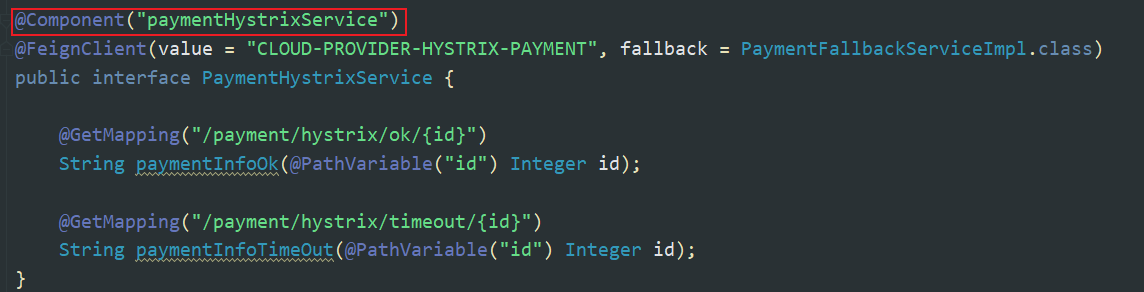 @Component("paymentHystrixService")
@FeignClient(value = "CLOUD-PROVIDER-HYSTRIX-PAYMENT", fallback = PaymentFallbackServiceImpl.class)
public interface PaymentHystrixService {
@GetMapping("/payment/hystrix/ok/{id}")
String paymentInfoOk(@PathVariable("id") Integer id);
@GetMapping("/payment/hystrix/timeout/{id}")
String paymentInfoTimeOut(@PathVariable("id") Integer id);
}